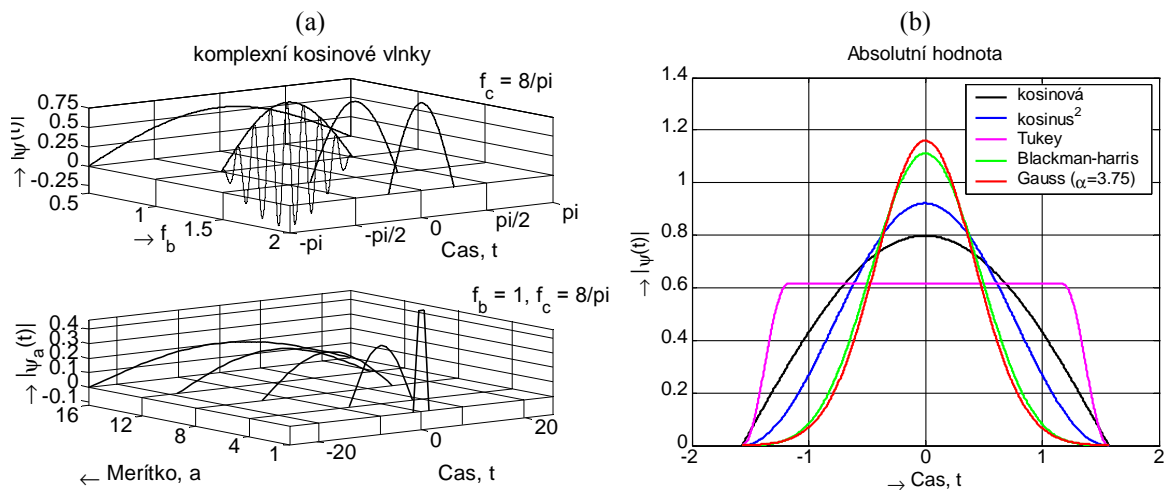 (a)
komplexní kosinové vlnky
f_c = 8/pi
→ |ψ(t)|
0.75
0.5
0.25
0
-0.25
0.5
1
1.5
2
→ f_b
-pi
-pi/2
0
pi/2
pi
Cas, t
f_b = 1, f_c = 8/pi
→ |ψ_a(t)|
0.4
0.3
0.2
0.1
0
-0.1
16
12
8
4
1
← Merítko, a
-20
0
20
Cas, t
(b)
Absolutní hodnota
→ |ψ(t)|
1.4
1.2
1
0.8
0.6
0.4
0.2
0
-2
-1
0
1
2
→ Cas, t
kosinová
kosinus²
Tukey
Blackman-harris
Gauss (α=3.75)